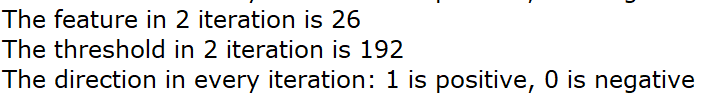 The feature in 2 iteration is 26
The threshold in 2 iteration is 192
The direction in every iteration: 1 is positive, 0 is negative